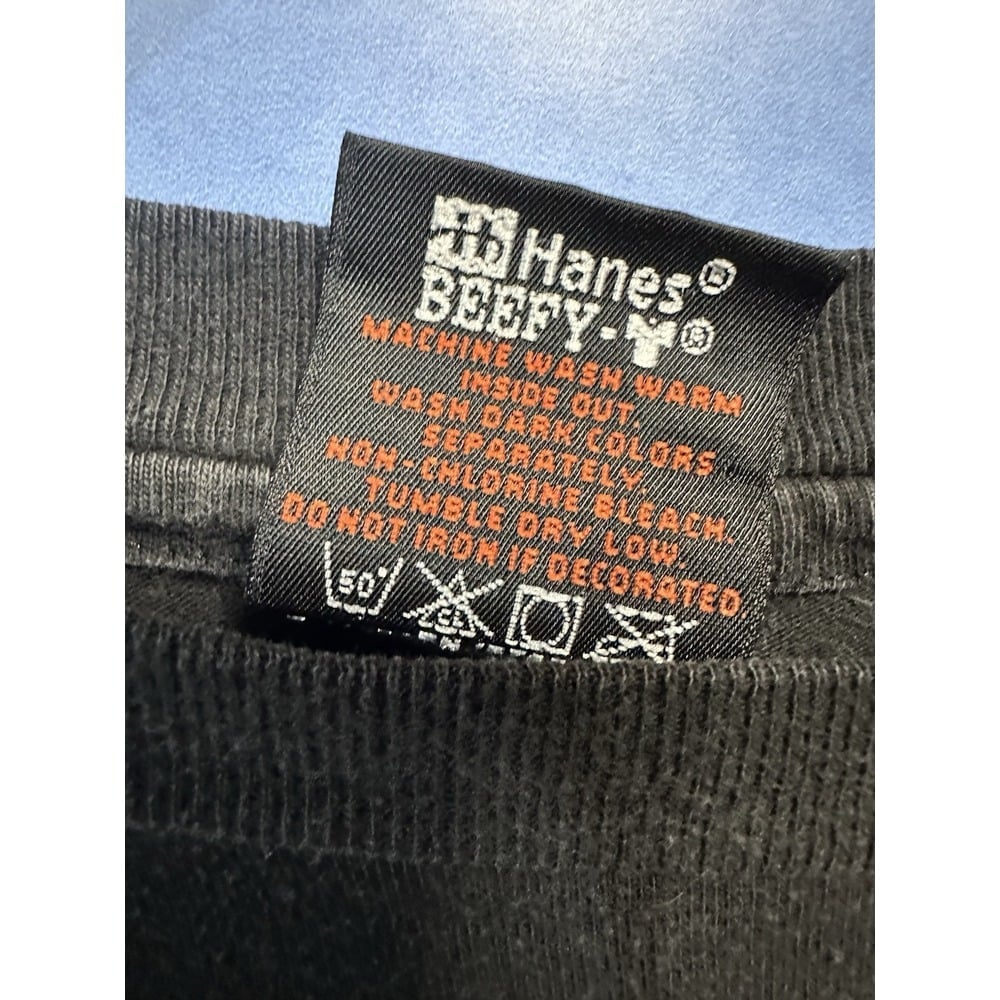 Hanes®
BEEFY-T®
MACHINE WASH WARM
INSIDE OUT.
WASH DARK COLORS
SEPARATELY.
NON-CHLORINE BLEACH.
TUMBLE DRY LOW.
DO NOT IRON IF DECORATED.
50° CL